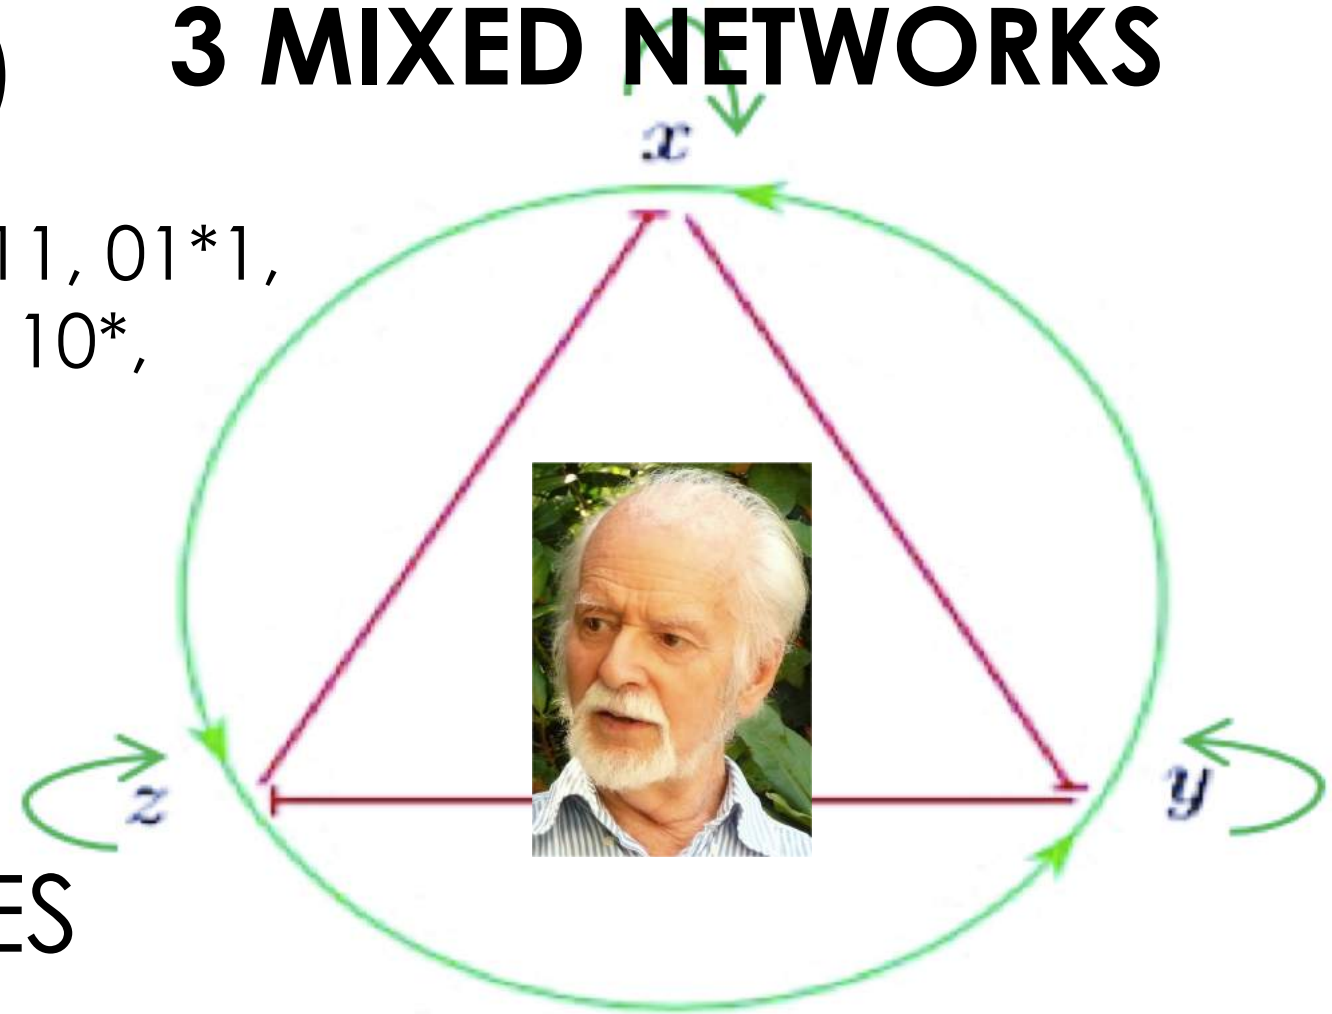 ) 3 MIXED NETWORKS
x
11, 01*1,
10*,
z
y
ES